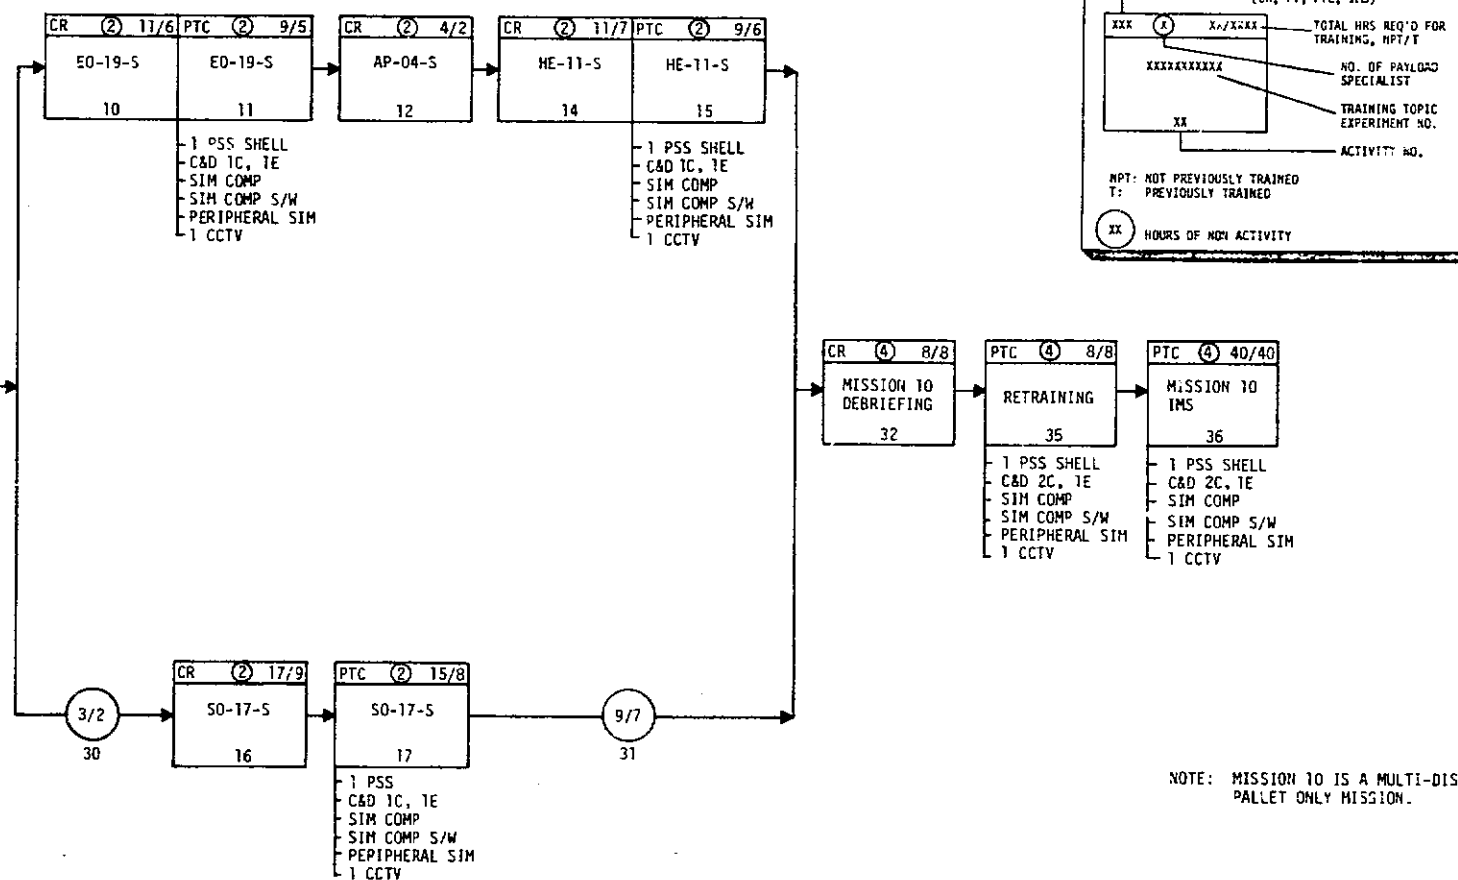 CR 2 11/6 PTC 2 9/5
EO-19-S EO-19-S
10 11
1 PSS SHELL
C&D 1C, 1E
SIM COMP
SIM COMP S/W
PERIPHERAL SIM
1 CCTV
CR 2 4/2
AP-04-S
12
CR 2 11/7 PTC 2 9/6
HE-11-S HE-11-S
14 15
1 PSS SHELL
C&D 1C, 1E
SIM COMP
SIM COMP S/W
PERIPHERAL SIM
1 CCTV
XXX X XX/XXXX
TOTAL HRS REQ'D FOR
TRAINING, NPT/T
XXXXXXXXXXX
NO. OF PAYLOAD
SPECIALIST
TRAINING TOPIC
EXPERIMENT NO.
XX
ACTIVITY NO.
NPT: NOT PREVIOUSLY TRAINED
T: PREVIOUSLY TRAINED
XX HOURS OF NON ACTIVITY
CR 4 8/8
MISSION 10
DEBRIEFING
32
PTC 4 8/8
RETRAINING
35
1 PSS SHELL
C&D 2C, 1E
SIM COMP
SIM COMP S/W
PERIPHERAL SIM
1 CCTV
PTC 4 40/40
MISSION 10
IMS
36
1 PSS SHELL
C&D 2C, 1E
SIM COMP
SIM COMP S/W
PERIPHERAL SIM
1 CCTV
3/2
30
CR 2 17/9
SO-17-S
16
PTC 2 15/8
SO-17-S
17
1 PSS
C&D 1C, 1E
SIM COMP
SIM COMP S/W
PERIPHERAL SIM
1 CCTV
9/7
31
NOTE: MISSION 10 IS A MULTI-DIS
PALLET ONLY MISSION.